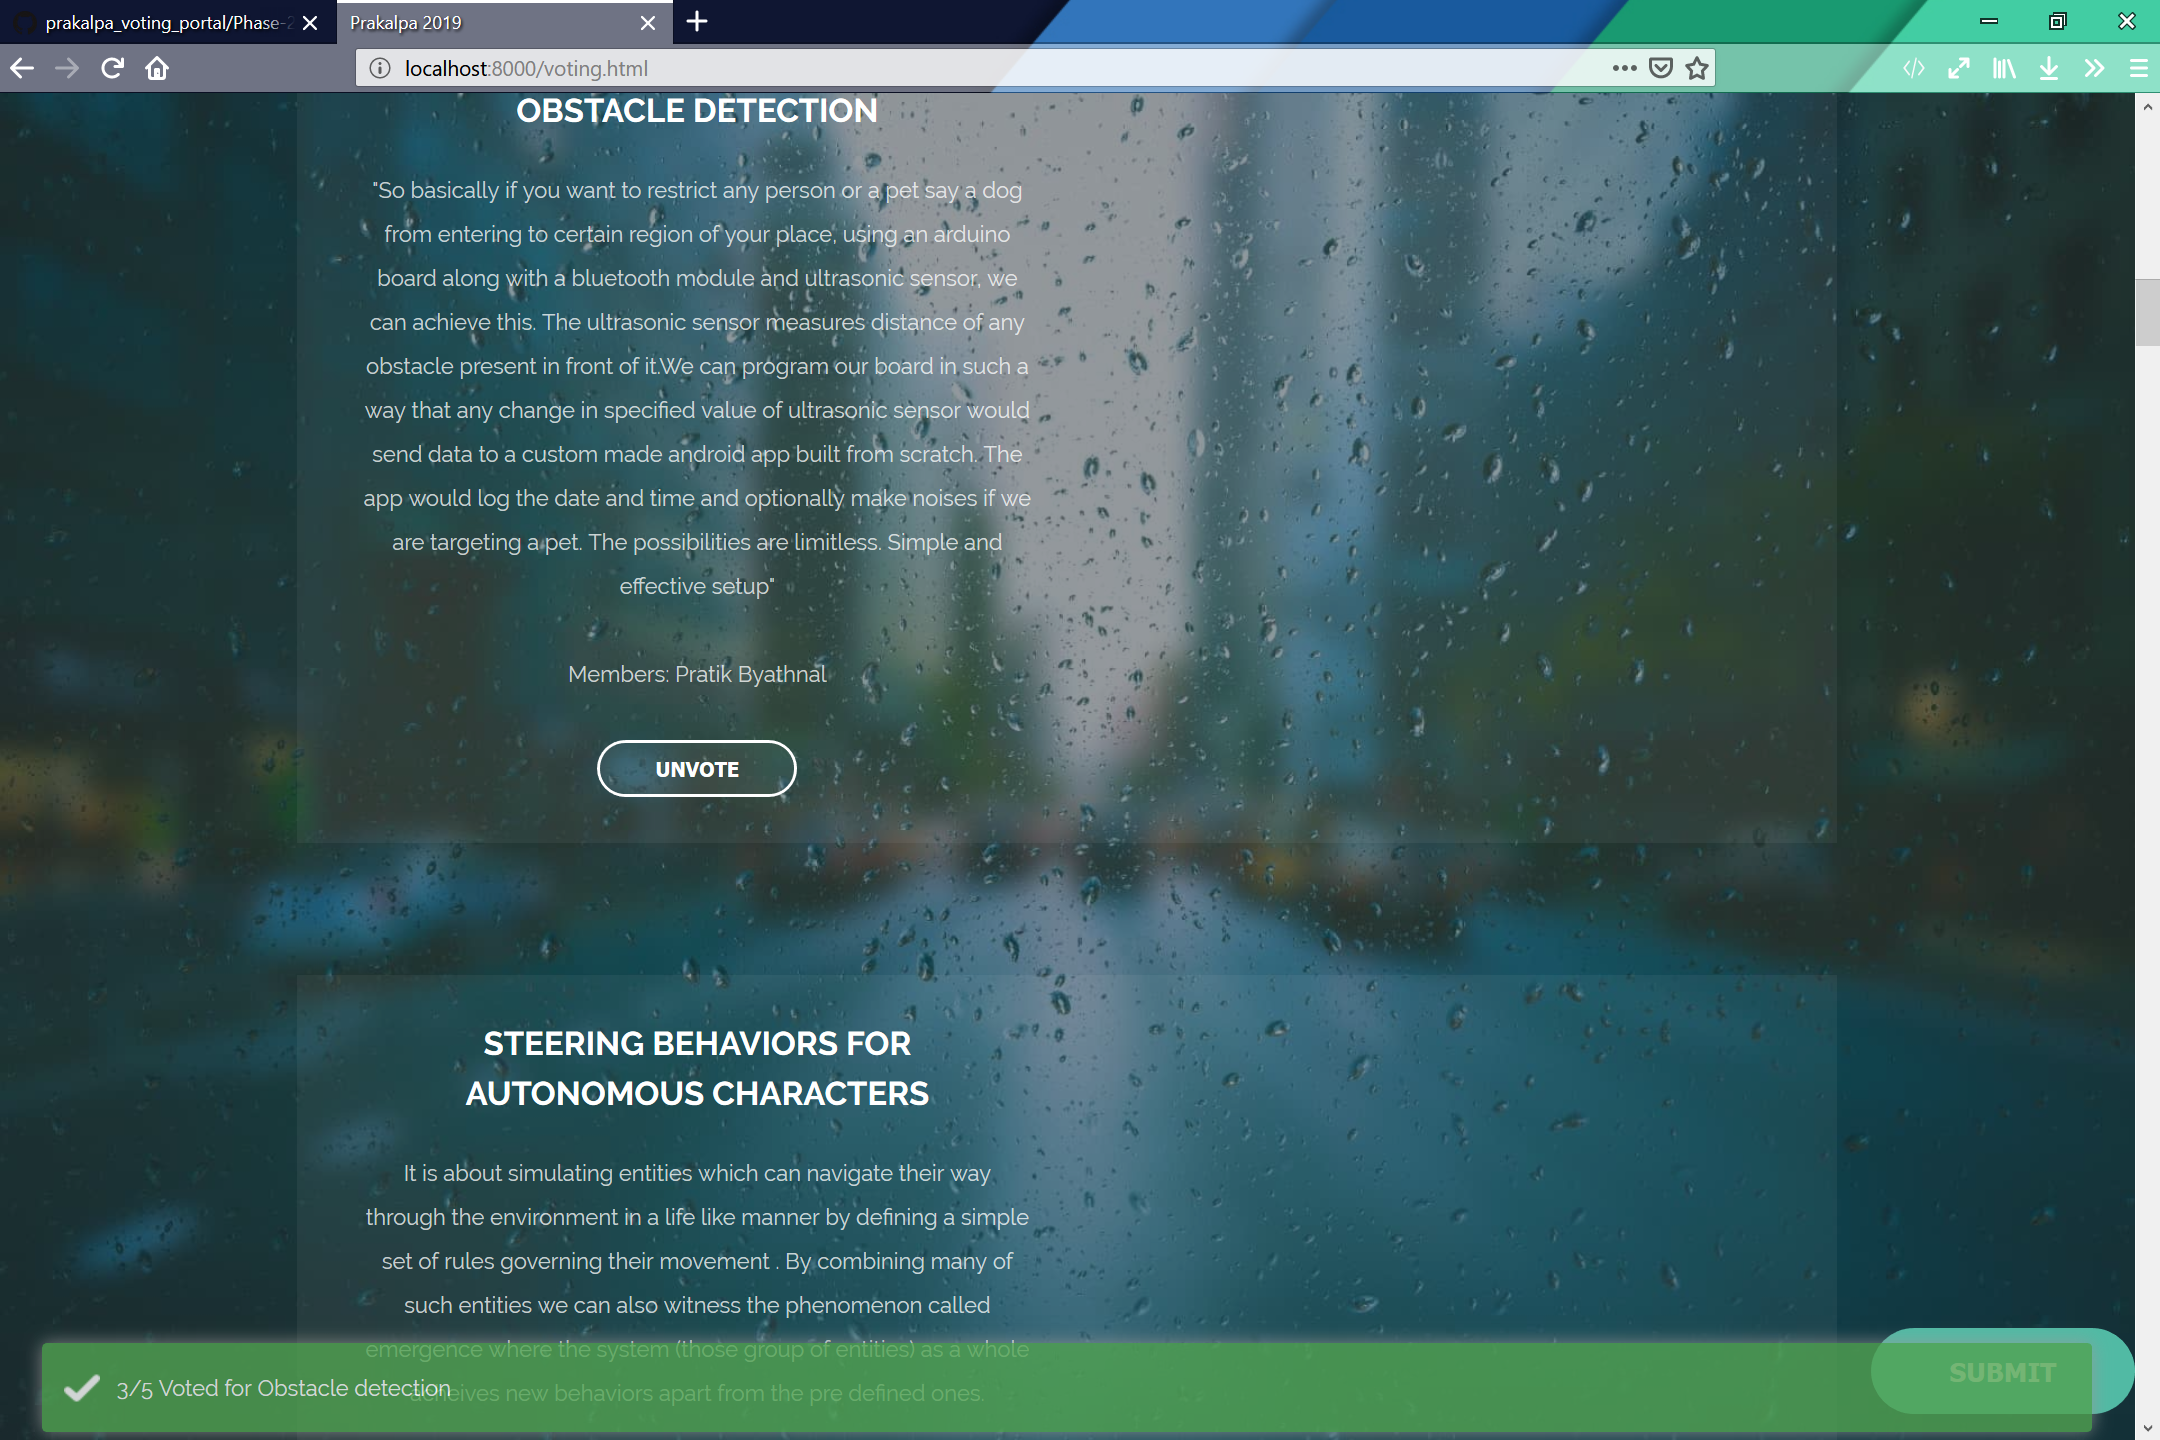 prakalpa_voting_portal/Phase-2
Prakalpa 2019
localhost:8000/voting.html
OBSTACLE DETECTION
"So basically if you want to restrict any person or a pet say a dog
from entering to certain region of your place, using an arduino
board along with a bluetooth module and ultrasonic sensor, we
can achieve this. The ultrasonic sensor measures distance of any
obstacle present in front of it.We can program our board in such a
way that any change in specified value of ultrasonic sensor would
send data to a custom made android app built from scratch. The
app would log the date and time and optionally make noises if we
are targeting a pet. The possibilities are limitless. Simple and
effective setup"
Members: Pratik Byathnal
UNVOTE
STEERING BEHAVIORS FOR
AUTONOMOUS CHARACTERS
It is about simulating entities which can navigate their way
through the environment in a life like manner by defining a simple
set of rules governing their movement . By combining many of
such entities we can also witness the phenomenon called
emergence where the system (those group of entities) as a whole
new behaviors apart from the pre defined ones.
3/5 Voted for Obstacle detection
SUBMIT